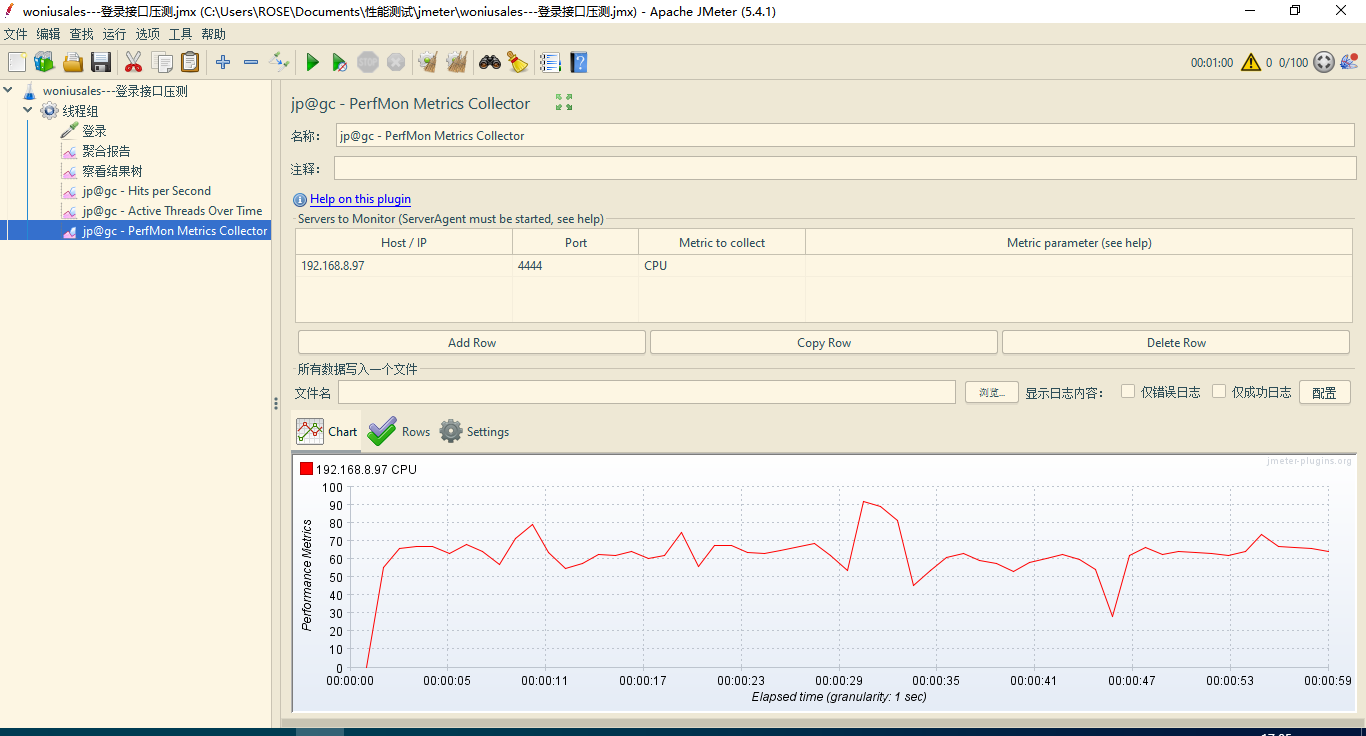 woniusales---登录接口压测.jmx (C:\Users\ROSE\Documents\性能测试\jmeter\woniusales---登录接口压测.jmx) - Apache JMeter (5.4.1)
文件 编辑 查找 运行 选项 工具 帮助
STOP 00:01:00 0 0/100
woniusales---登录接口压测
线程组
登录
聚合报告
察看结果树
jp@gc - Hits per Second
jp@gc - Active Threads Over Time
jp@gc - PerfMon Metrics Collector
jp@gc - PerfMon Metrics Collector
名称： jp@gc - PerfMon Metrics Collector
注释：
Help on this plugin
Servers to Monitor (ServerAgent must be started, see help)
Host / IP Port Metric to collect Metric parameter (see help)
192.168.8.97 4444 CPU
Add Row Copy Row Delete Row
所有数据写入一个文件
文件名 浏览... 显示日志内容： 仅错误日志 仅成功日志 配置
Chart Rows Settings
jmeter-plugins.org
192.168.8.97 CPU
100
90
80
70
60
50
40
30
20
10
0
Performance Metrics
00:00:00 00:00:05 00:00:11 00:00:17 00:00:23 00:00:29 00:00:35 00:00:41 00:00:47 00:00:53 00:00:59
Elapsed time (granularity: 1 sec)